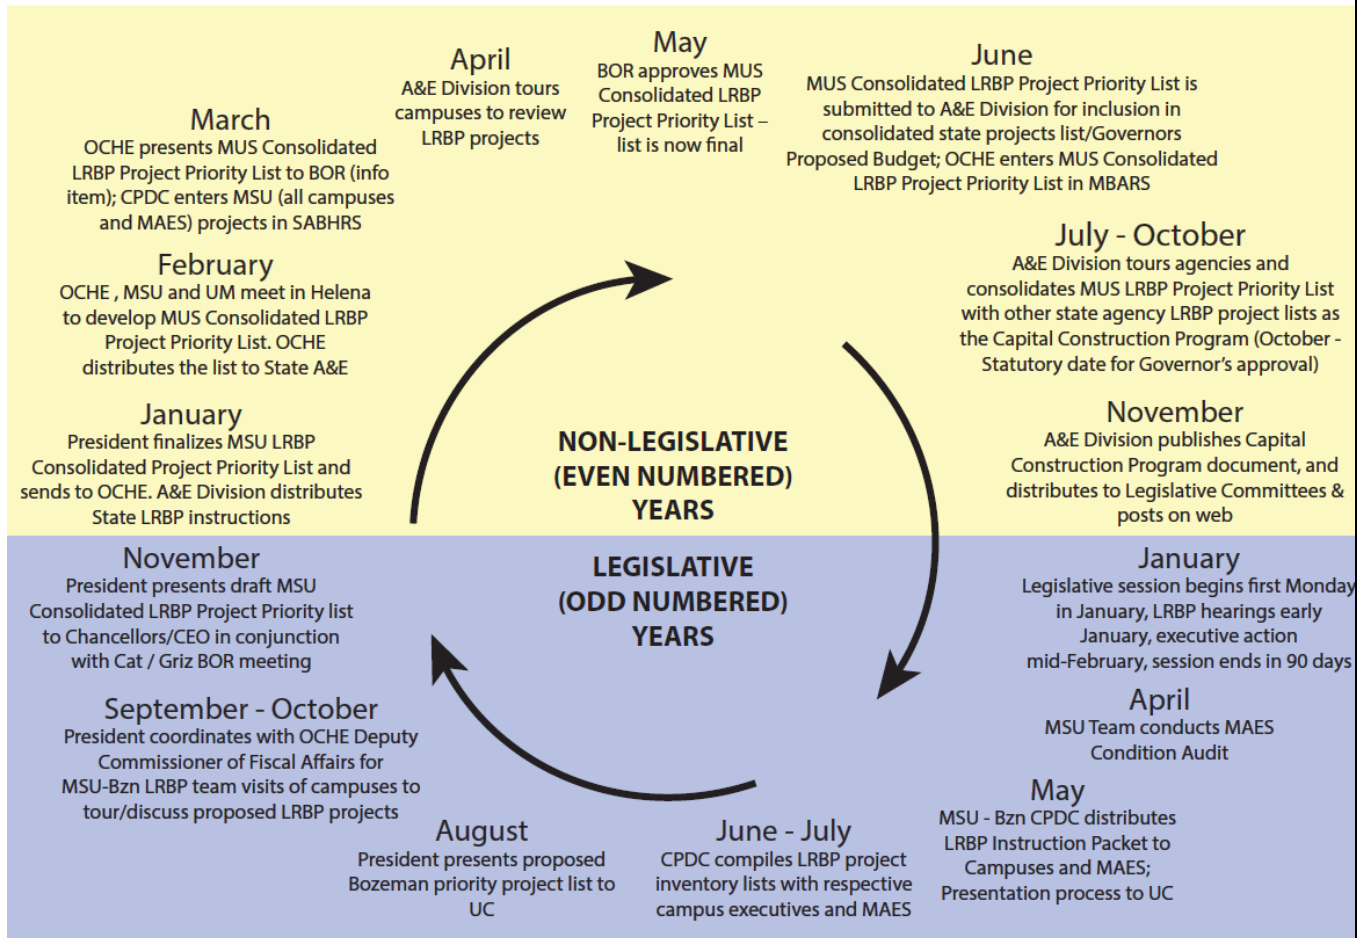 March
OCHE presents MUS Consolidated
LRBP Project Priority List to BOR (info
item); CPDC enters MSU (all campuses
and MAES) projects in SABHRS
April
A&E Division tours
campuses to review
LRBP projects
May
BOR approves MUS
Consolidated LRBP
Project Priority List –
list is now final
June
MUS Consolidated LRBP Project Priority List is
submitted to A&E Division for inclusion in
consolidated state projects list/Governors
Proposed Budget; OCHE enters MUS Consolidated
LRBP Project Priority List in MBARS
February
OCHE , MSU and UM meet in Helena
to develop MUS Consolidated LRBP
Project Priority List. OCHE
distributes the list to State A&E
July - October
A&E Division tours agencies and
consolidates MUS LRBP Project Priority List
with other state agency LRBP project lists as
the Capital Construction Program (October -
Statutory date for Governor's approval)
January
President finalizes MSU LRBP
Consolidated Project Priority List and
sends to OCHE. A&E Division distributes
State LRBP instructions
NON-LEGISLATIVE
(EVEN NUMBERED)
YEARS
November
A&E Division publishes Capital
Construction Program document, and
distributes to Legislative Committees &
posts on web
November
President presents draft MSU
Consolidated LRBP Project Priority list
to Chancellors/CEO in conjunction
with Cat / Griz BOR meeting
LEGISLATIVE
(ODD NUMBERED)
YEARS
January
Legislative session begins first Monday
in January, LRBP hearings early
January, executive action
mid-February, session ends in 90 days
September - October
President coordinates with OCHE Deputy
Commissioner of Fiscal Affairs for
MSU-Bzn LRBP team visits of campuses to
tour/discuss proposed LRBP projects
April
MSU Team conducts MAES
Condition Audit
August
President presents proposed
Bozeman priority project list to
UC
June - July
CPDC compiles LRBP project
inventory lists with respective
campus executives and MAES
May
MSU - Bzn CPDC distributes
LRBP Instruction Packet to
Campuses and MAES;
Presentation process to UC